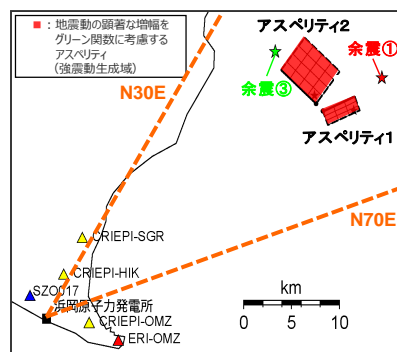 ■：地震動の顕著な増幅を
グリーン関数に考慮する
アスペリティ
（強震動生成域）
アスペリティ2
余震①
余震③
アスペリティ1
N30E
N70E
CRIEPI-SGR
CRIEPI-HIK
SZO017
浜岡原子力発電所
CRIEPI-OMZ
ERI-OMZ
km
0 5 10